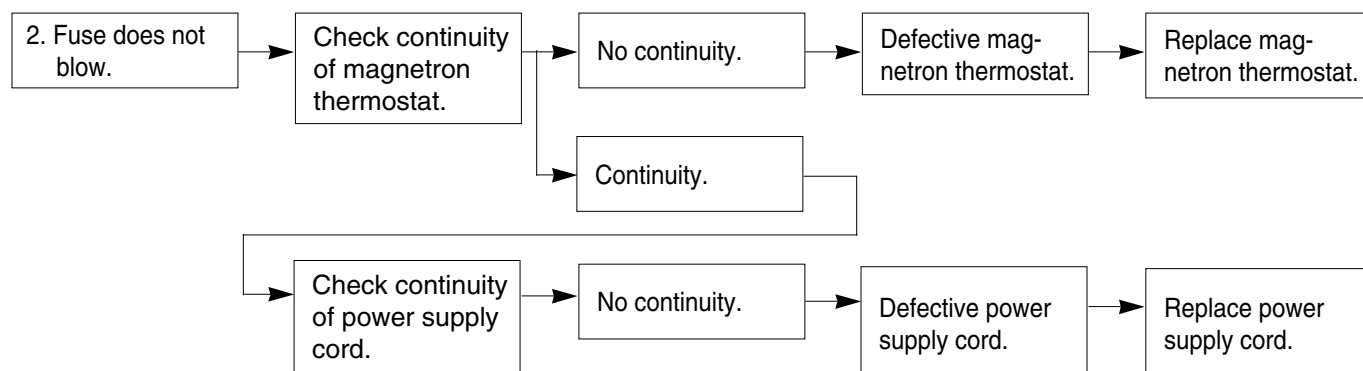 2. Fuse does not
blow.
Check continuity
of magnetron
thermostat.
No continuity.
Defective mag-
netron thermostat.
Replace mag-
netron thermostat.
Continuity.
Check continuity
of power supply
cord.
No continuity.
Defective power
supply cord.
Replace power
supply cord.